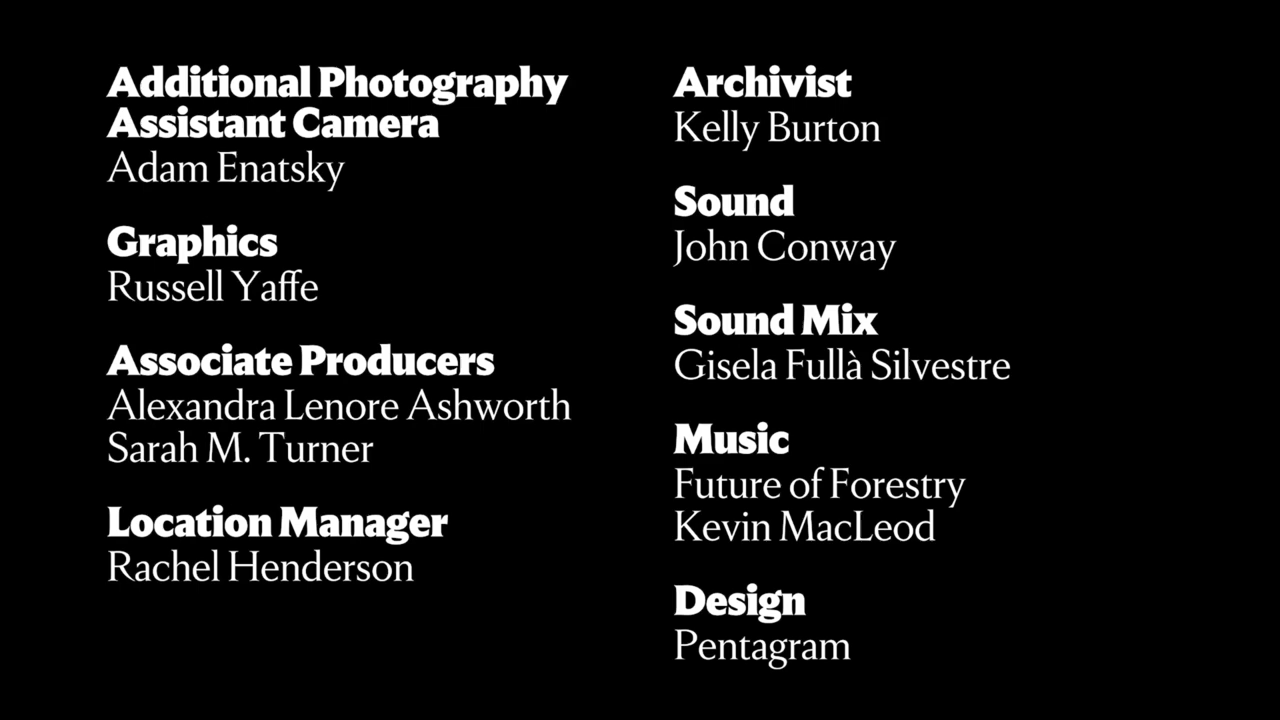 Additional Photography
Assistant Camera
Adam Enatsky
Graphics
Russell Yaffe
Associate Producers
Alexandra Lenore Ashworth
Sarah M. Turner
Location Manager
Rachel Henderson
Archivist
Kelly Burton
Sound
John Conway
Sound Mix
Gisela Fullà Silvestre
Music
Future of Forestry
Kevin MacLeod
Design
Pentagram